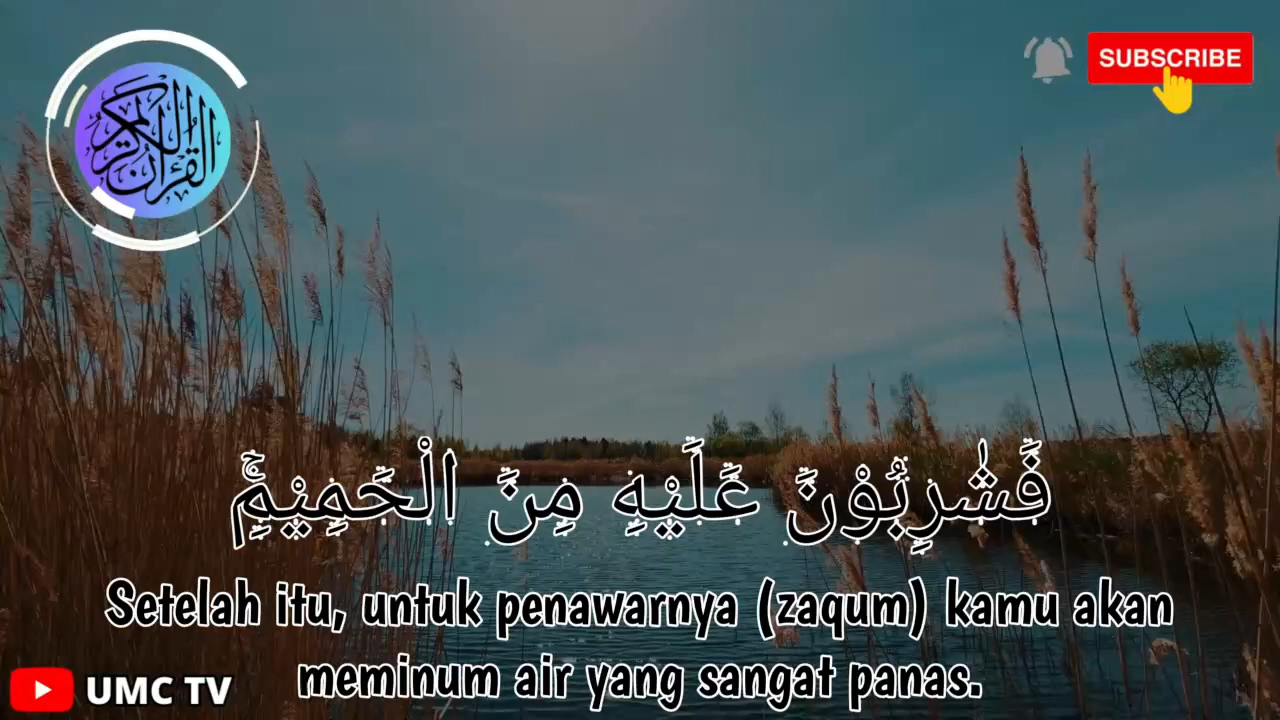 القرآن الكريم
SUBSCRIBE
فَشٰرِبُوْنَ عَلَيْهِ مِنَ الْحَمِيْمِۚ
Setelah itu, untuk penawarnya (zaqum) kamu akan
meminum air yang sangat panas.
UMC TV